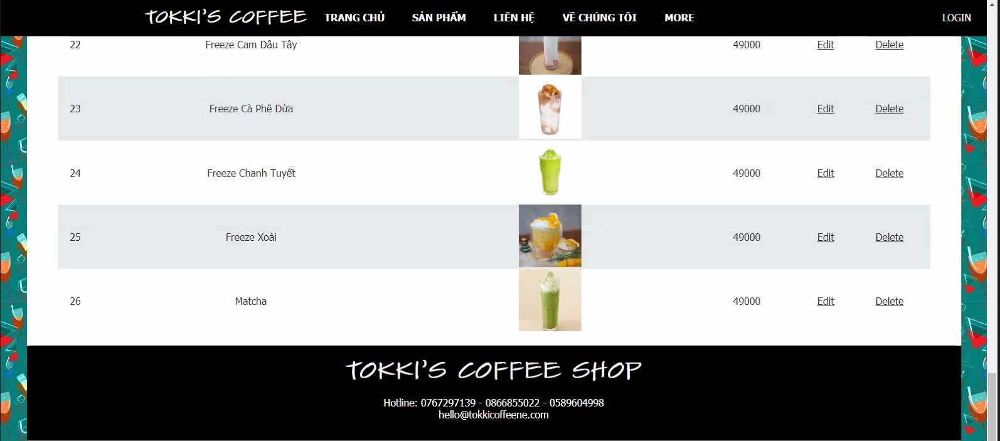 TOKKI'S COFFEE TRANG CHỦ SẢN PHẨM LIÊN HỆ VỀ CHÚNG TÔI MORE LOGIN
22 Freeze Cam Dâu Tây 49000 Edit Delete
23 Freeze Cà Phê Dừa 49000 Edit Delete
24 Freeze Chanh Tuyết 49000 Edit Delete
25 Freeze Xoài 49000 Edit Delete
26 Matcha 49000 Edit Delete
TOKKI'S COFFEE SHOP
Hotline: 0767297139 - 0866855022 - 0589604998
hello@tokkicoffeene.com